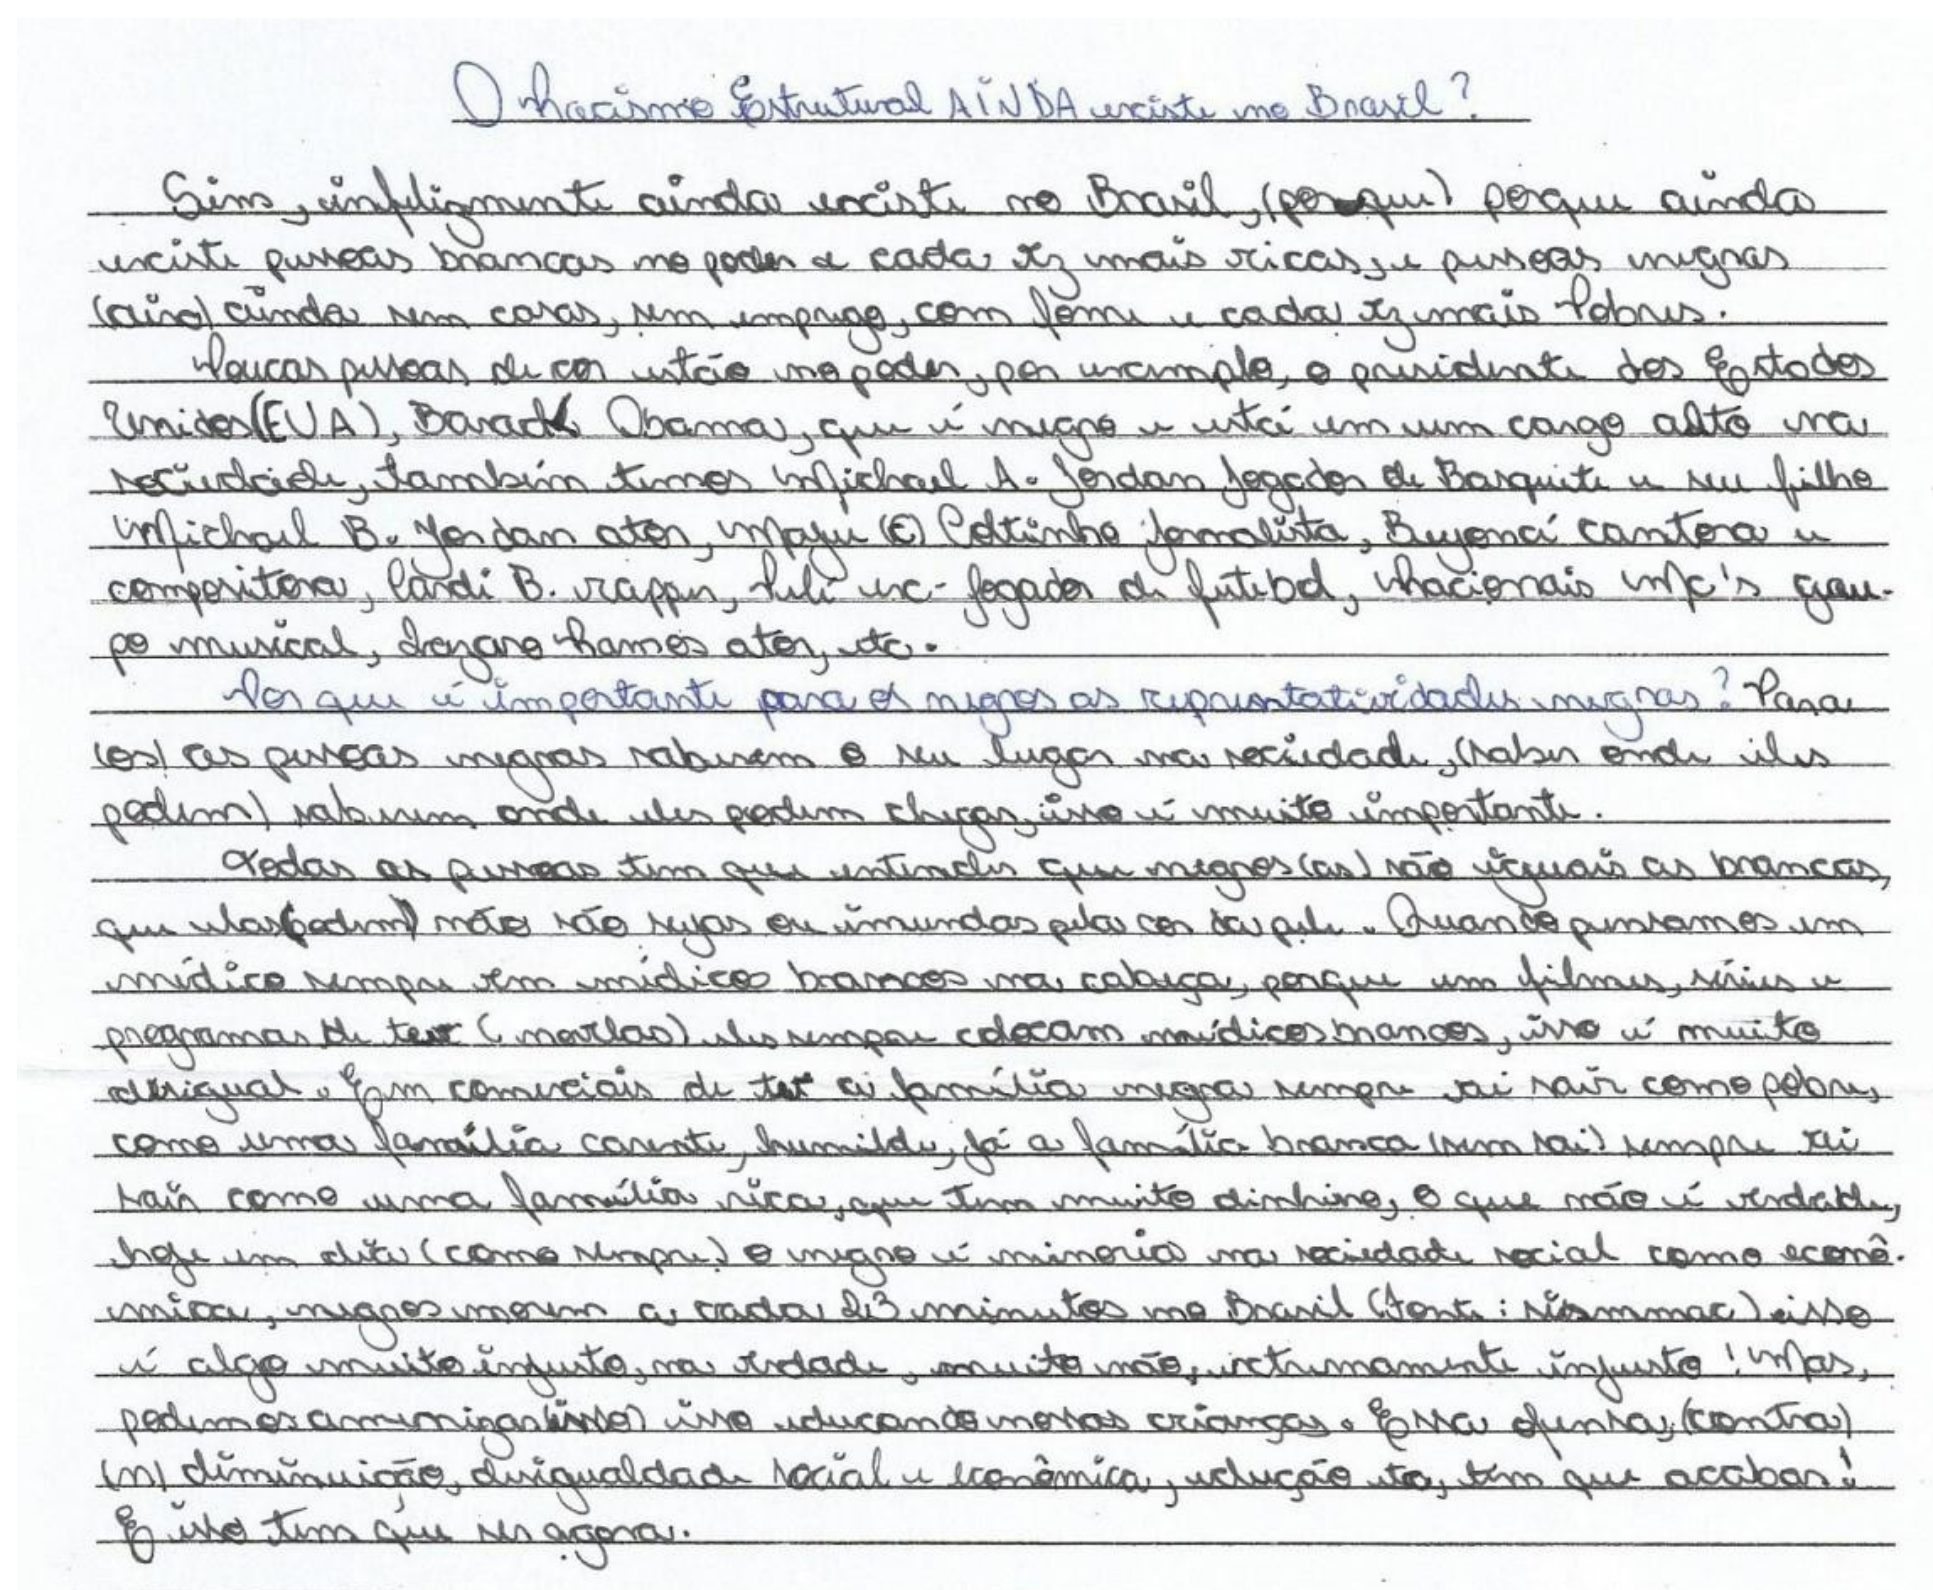 O Racismo Estrutural AINDA existe no Brasil?
Sim, infelizmente ainda existe no Brasil, (porque) porque ainda
existe pessoas brancas no poder e cada vez mais ricas, e pessoas negras
(ain) ainda sem casas, sem emprego, com fome e cada vez mais Pobres.
Poucas pessoas de cor estão no poder, por exemplo, o presidente dos Estados
Unidos (EUA), Barack Obama, que é negro e está em um cargo alto na
sociedade, também temos Michael A. Jordan Jogador de Basquete e seu filho
Michael B. Jordan ator, Maju (C) Coltinho Jornalista, Beyoncé cantora e
compositora, Cardi B. rapper, Pelé ex-jogador de futebol, Racionais Mc's gru-
po musical, Lazaro Ramos ator, etc.
Por que é importante para os negros as representatividades negras? Para
(os) as pessoas negras saberem o seu lugar na sociedade, (saber onde eles
podem) saberem onde eles podem chegar, isso é muito importante.
Todas as pessoas tem que entender que negros(as) são iguais as brancas,
que elas (podem) não são sujas ou imundas pela cor da pele. Quando pensamos em
médico sempre vem médicos brancos na cabeça, porque em filmes, séries e
programas de tv (novelas) eles sempre colocam médicos brancos, isso é muito
desigual. Em comerciais de tv a família negra sempre vai sair como pobre,
como uma família carente, humilde, já a família branca (sem sai) sempre vai
sair como uma família rica, que tem muito dinheiro, o que não é verdade,
hoje em dia (como sempre) o negro é minoria na sociedade social como econô-
mica, negros morem a cada 23 minutos no Brasil (Fonte: sismmac) isso
é algo muito injusto, na verdade, muito não, extremamente injusto! Mas,
podemos amenizar (isso) isso educando nossas crianças. Essa ofensa, (contra)
(n) diminuição, desigualdade social e econômica, edução etc, tem que acabar!
E isso tem que ser agora.